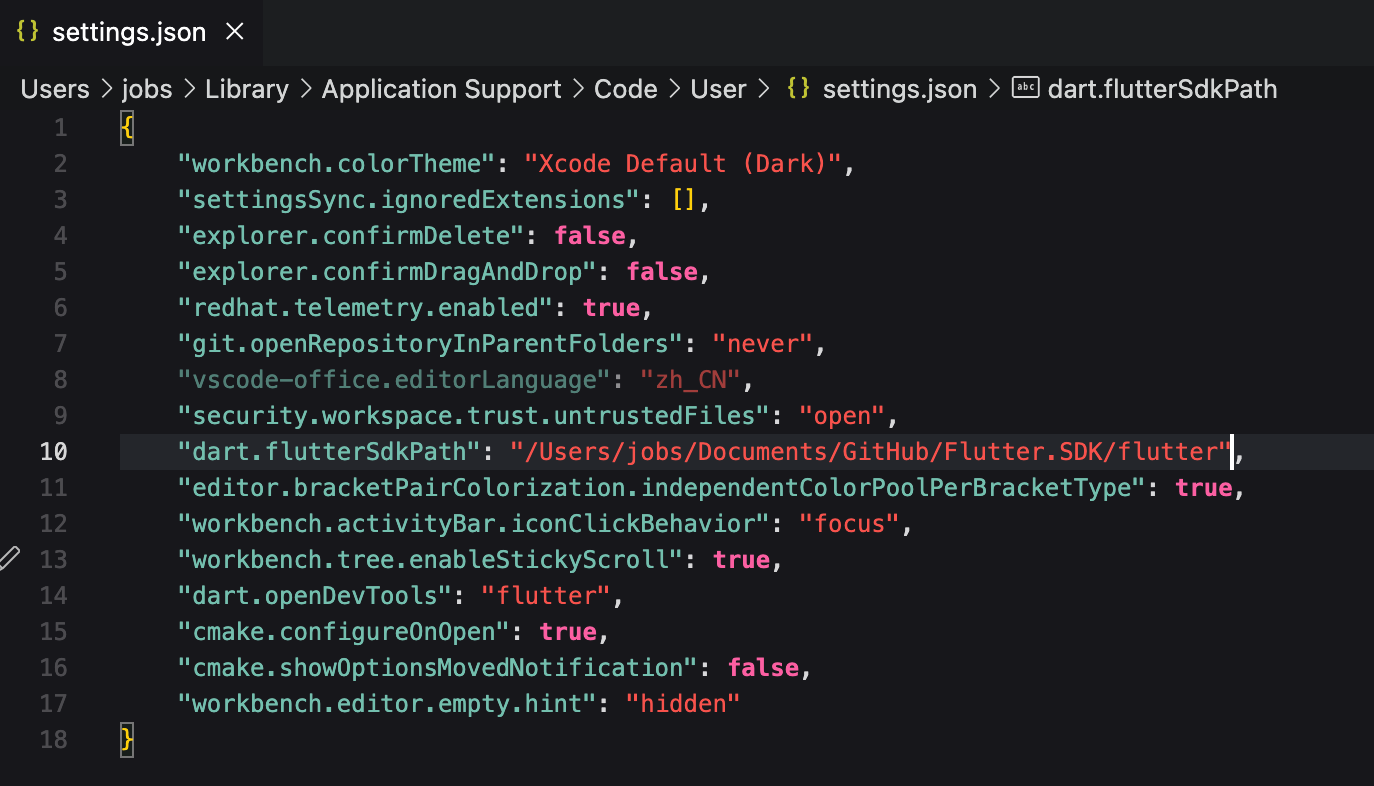 {} settings.json ×
Users > jobs > Library > Application Support > Code > User > {} settings.json > abc dart.flutterSdkPath
1 {
2 "workbench.colorTheme": "Xcode Default (Dark)",
3 "settingsSync.ignoredExtensions": [],
4 "explorer.confirmDelete": false,
5 "explorer.confirmDragAndDrop": false,
6 "redhat.telemetry.enabled": true,
7 "git.openRepositoryInParentFolders": "never",
8 "vscode-office.editorLanguage": "zh_CN",
9 "security.workspace.trust.untrustedFiles": "open",
10 "dart.flutterSdkPath": "/Users/jobs/Documents/GitHub/Flutter.SDK/flutter",
11 "editor.bracketPairColorization.independentColorPoolPerBracketType": true,
12 "workbench.activityBar.iconClickBehavior": "focus",
13 "workbench.tree.enableStickyScroll": true,
14 "dart.openDevTools": "flutter",
15 "cmake.configureOnOpen": true,
16 "cmake.showOptionsMovedNotification": false,
17 "workbench.editor.empty.hint": "hidden"
18 }